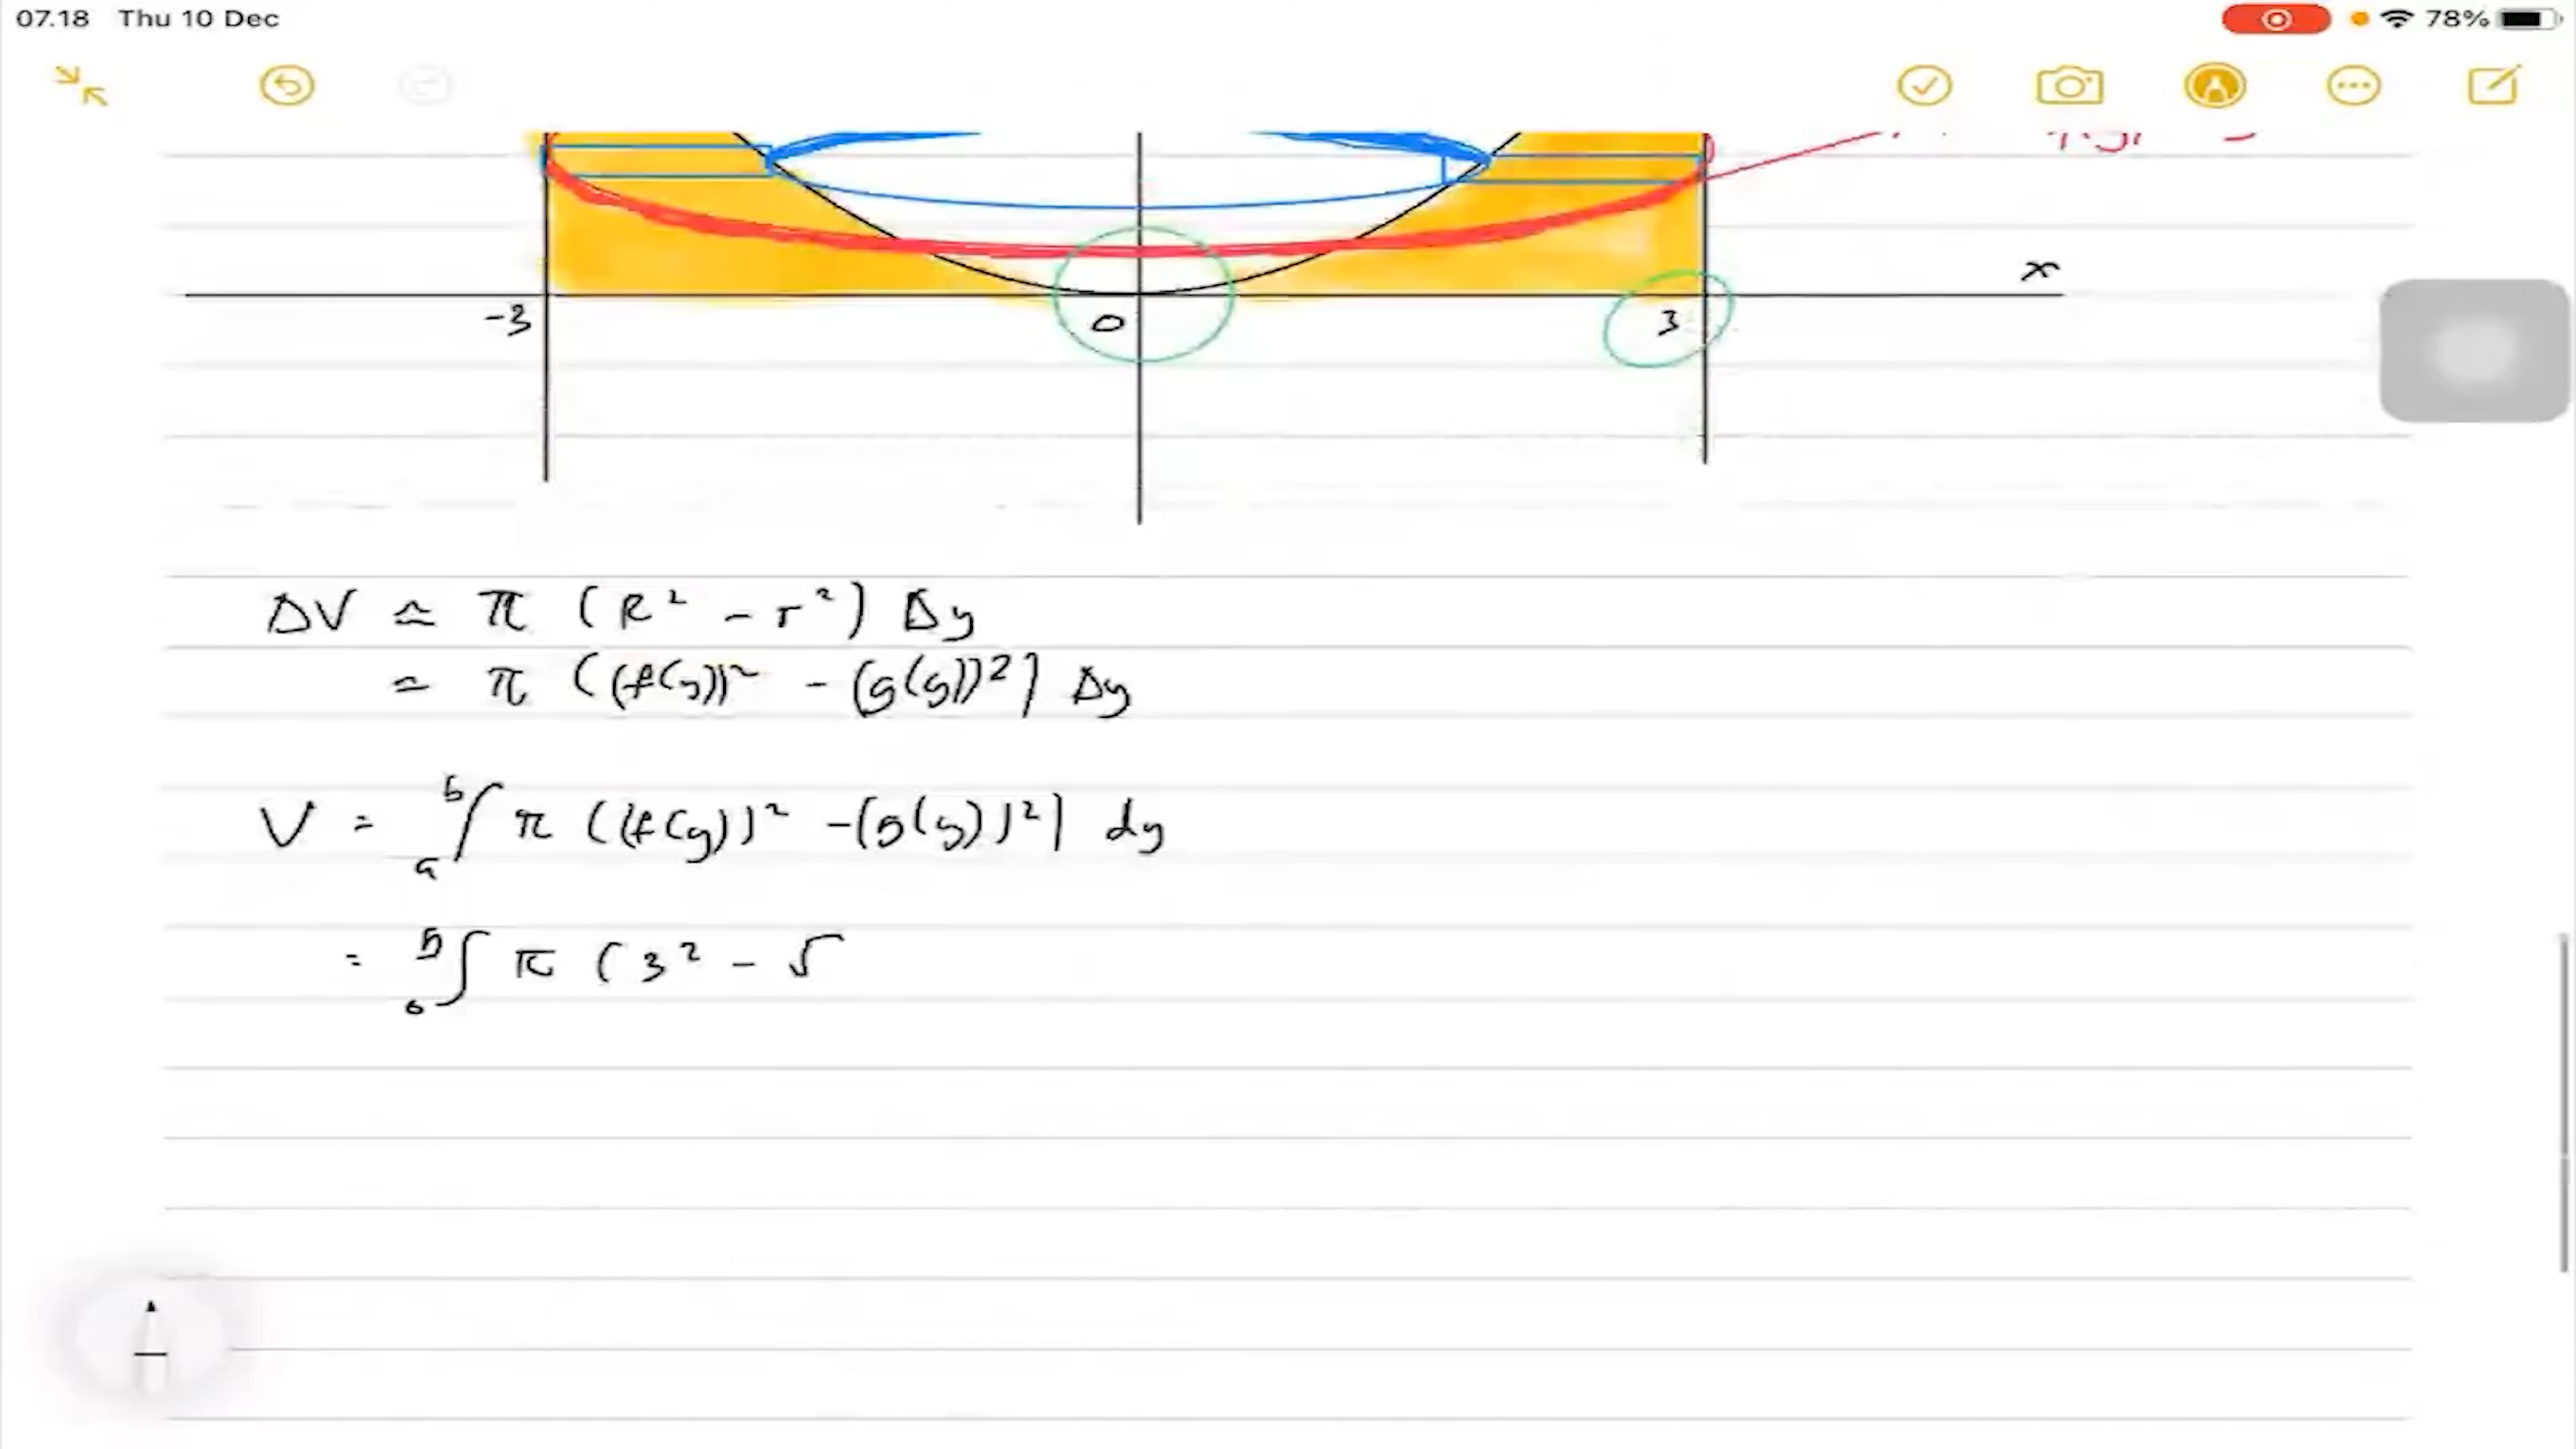 07.18 Thu 10 Dec 78%
x
-3 0 3
ΔV ≈ π (R² - r²) Δy
≈ π ((f(y))² - (g(y))²) Δy
V = a b∫ π ((f(y))² - (g(y))²) dy
= 0 b∫ π (3² - √